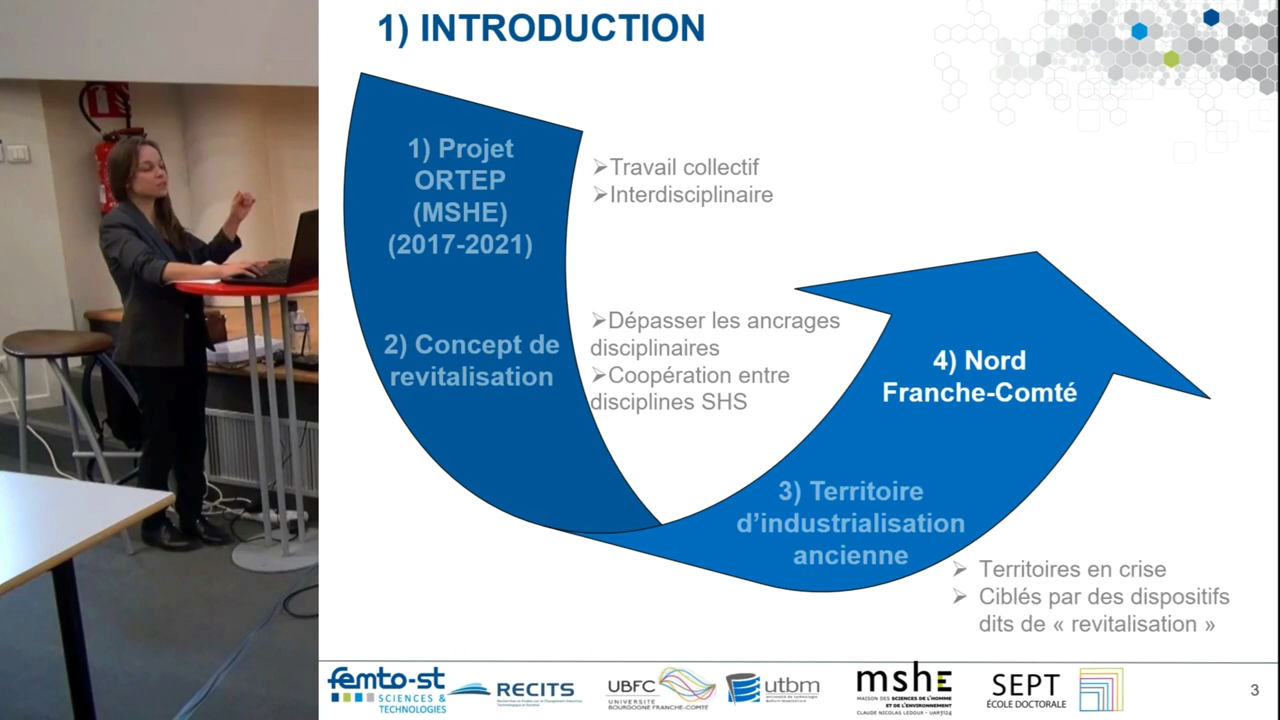 1) INTRODUCTION
1) Projet
ORTEP
(MSHE)
(2017-2021)
➢Travail collectif
➢Interdisciplinaire
2) Concept de
revitalisation
➢Dépasser les ancrages
disciplinaires
➢Coopération entre
disciplines SHS
3) Territoire
d’industrialisation
ancienne
➢ Territoires en crise
➢ Ciblés par des dispositifs
dits de « revitalisation »
4) Nord
Franche-Comté
femto-st
SCIENCES &
TECHNOLOGIES
RECITS
UBFC
UNIVERSITÉ
BOURGOGNE FRANCHE-COMTÉ
utbm
mshE
MAISON DES SCIENCES DE L'HOMME
ET DE L'ENVIRONNEMENT
CLAUDE NICOLAS LEDOUX
SEPT
ÉCOLE DOCTORALE
3